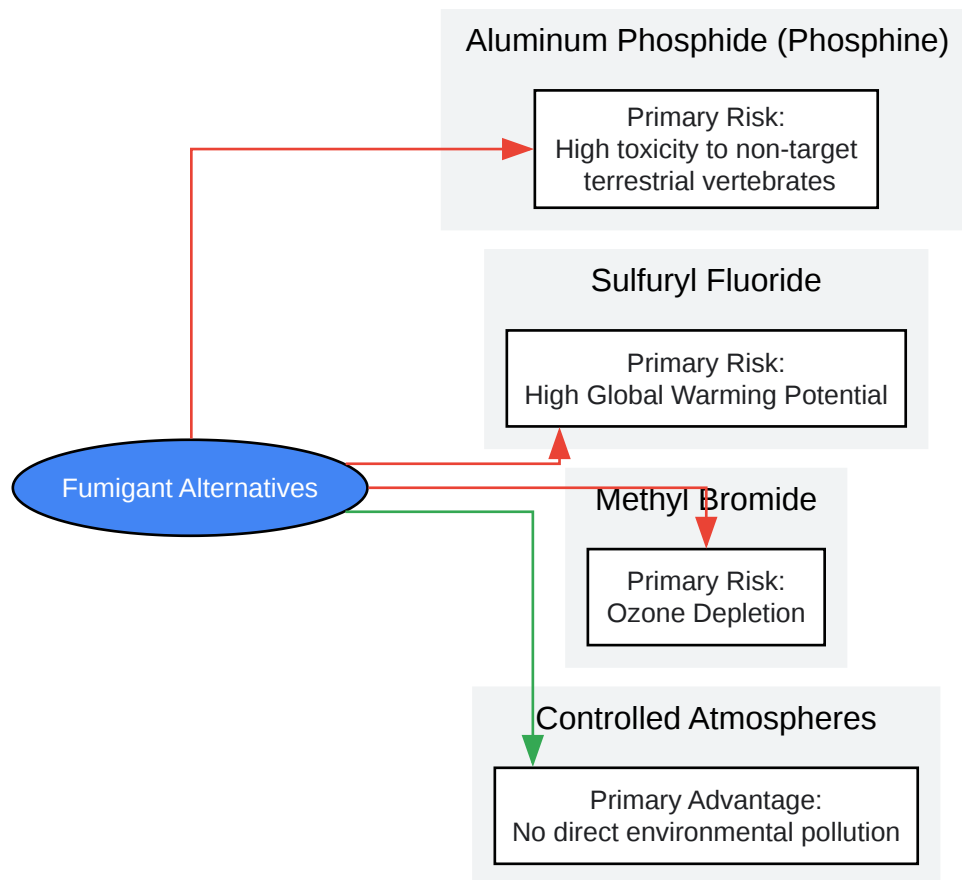 Aluminum Phosphide (Phosphine)
Primary Risk:
High toxicity to non-target
terrestrial vertebrates
Sulfuryl Fluoride
Primary Risk:
High Global Warming Potential
Fumigant Alternatives
Methyl Bromide
Primary Risk:
Ozone Depletion
Controlled Atmospheres
Primary Advantage:
No direct environmental pollution